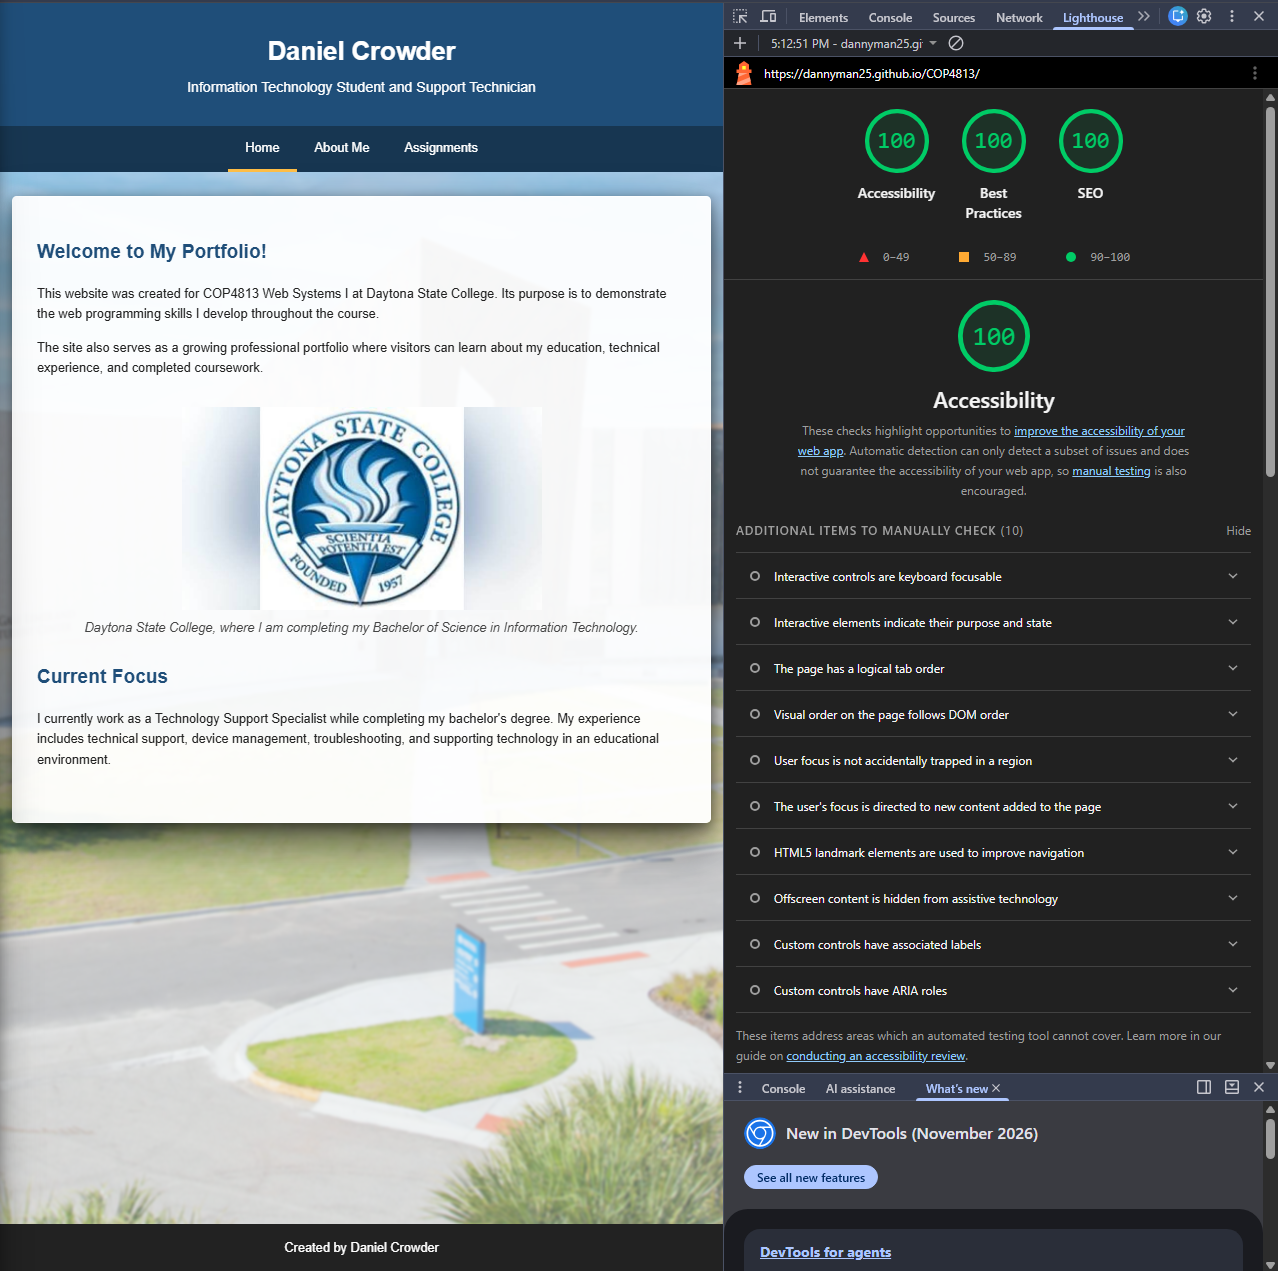 Daniel Crowder
Information Technology Student and Support Technician
Home About Me Assignments
Welcome to My Portfolio!
This website was created for COP4813 Web Systems I at Daytona State College. Its purpose is to demonstrate
the web programming skills I develop throughout the course.
The site also serves as a growing professional portfolio where visitors can learn about my education, technical
experience, and completed coursework.
DAYTONA STATE COLLEGE
SCIENTIA
POTENTIA EST
FOUNDED 1957
Daytona State College, where I am completing my Bachelor of Science in Information Technology.
Current Focus
I currently work as a Technology Support Specialist while completing my bachelor's degree. My experience
includes technical support, device management, troubleshooting, and supporting technology in an educational
environment.
Created by Daniel Crowder
Elements Console Sources Network Lighthouse
5:12:51 PM - dannyman25.gi
https://dannyman25.github.io/COP4813/
100 100 100
Accessibility Best Practices SEO
0–49 50–89 90–100
100
Accessibility
These checks highlight opportunities to improve the accessibility of your
web app. Automatic detection can only detect a subset of issues and does
not guarantee the accessibility of your web app, so manual testing is also
encouraged.
ADDITIONAL ITEMS TO MANUALLY CHECK (10) Hide
Interactive controls are keyboard focusable
Interactive elements indicate their purpose and state
The page has a logical tab order
Visual order on the page follows DOM order
User focus is not accidentally trapped in a region
The user's focus is directed to new content added to the page
HTML5 landmark elements are used to improve navigation
Offscreen content is hidden from assistive technology
Custom controls have associated labels
Custom controls have ARIA roles
These items address areas which an automated testing tool cannot cover. Learn more in our
guide on conducting an accessibility review.
Console AI assistance What's new
New in DevTools (November 2026)
See all new features
DevTools for agents